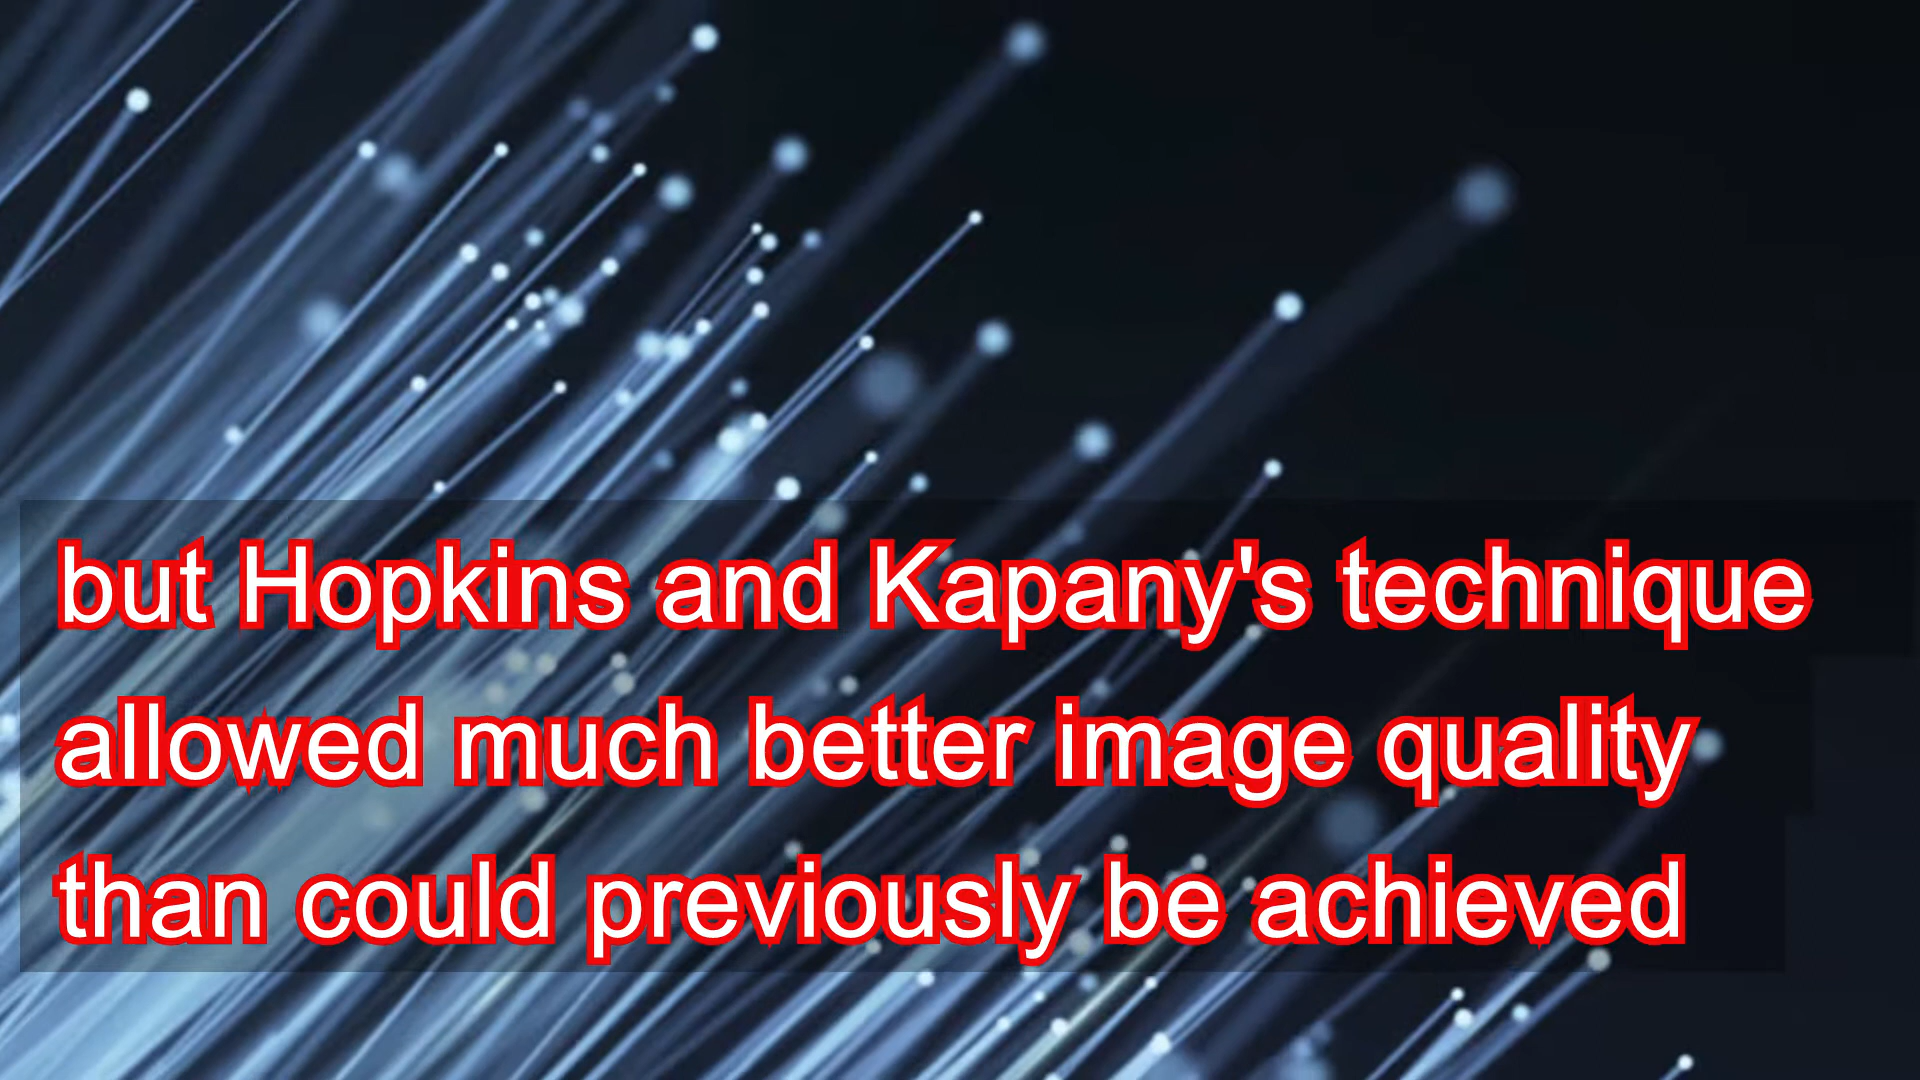 but Hopkins and Kapany's technique
allowed much better image quality
than could previously be achieved